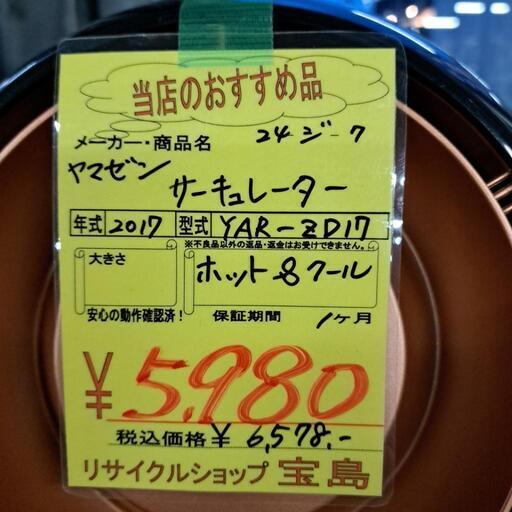 当店のおすすめ品
メーカー・商品名 24ジ-7
ヤマゼン
サーキュレーター
年式 2017 型式 YAR-ZD17
※不良品以外の返品・返金はお受けできません。
大きさ ホット&クール
安心の動作確認済! 保証期間 1ヶ月
¥5,980
税込価格¥ 6,578.-
リサイクルショップ 宝島